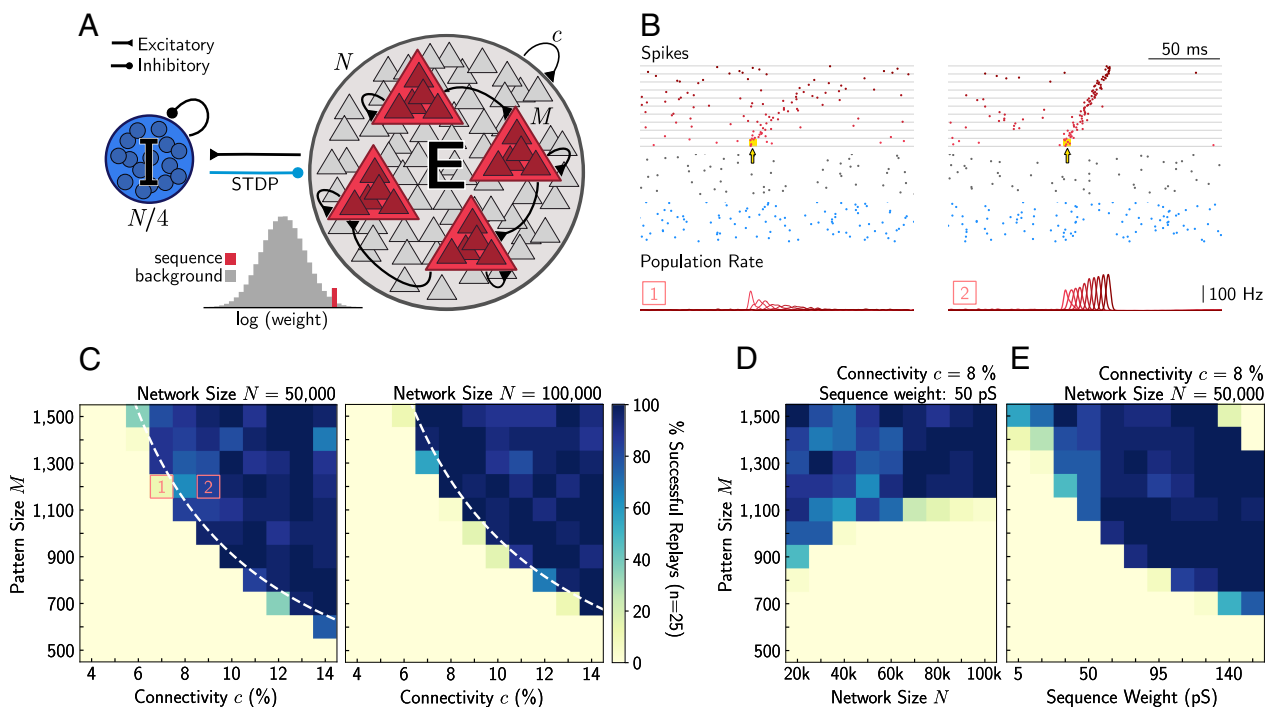 A
Excitatory
Inhibitory
I
N/4
STDP
N
c
M
E
sequence
background
log (weight)
B
Spikes
50 ms
Population Rate
1
2
100 Hz
C
Network Size N = 50,000
Network Size N = 100,000
Pattern Size M
1,500
1,300
1,100
900
700
500
1
2
4 6 8 10 12 14
Connectivity c (%)
4 6 8 10 12 14
Connectivity c (%)
100
80
60
40
20
0
% Successful Replays (n=25)
D
Connectivity c = 8 %
Sequence weight: 50 pS
Pattern Size M
1,500
1,300
1,100
900
700
500
20k 40k 60k 80k 100k
Network Size N
E
Connectivity c = 8 %
Network Size N = 50,000
5 50 95 140
Sequence Weight (pS)